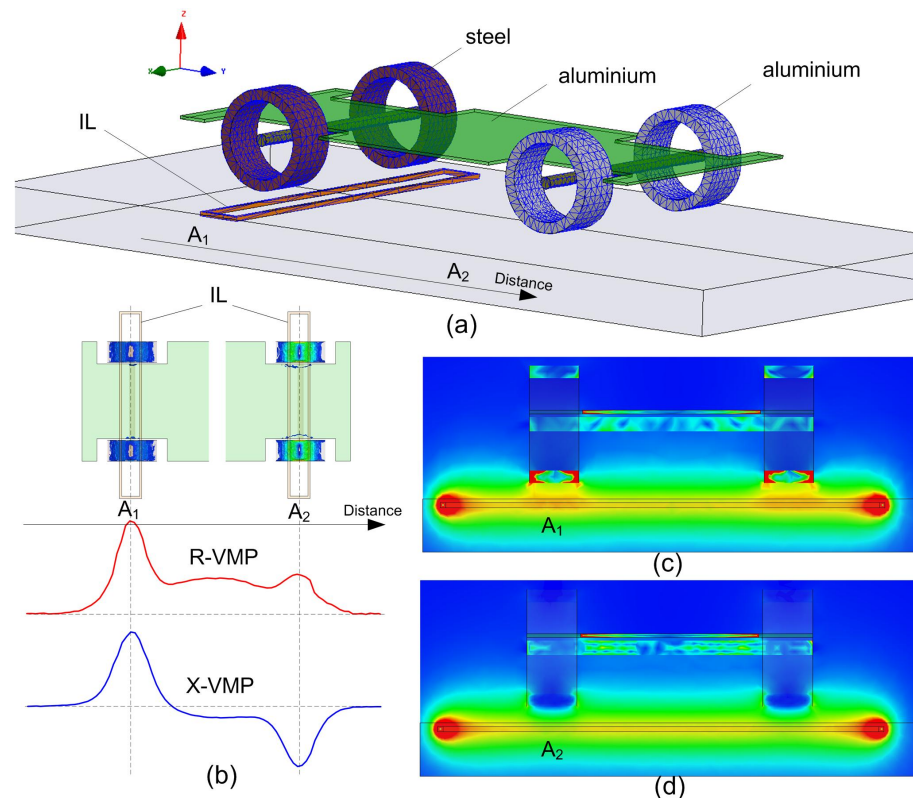 Z
X
Y
steel
aluminium
aluminium
IL
A1
A2
Distance
(a)
IL
A1
A2
Distance
R-VMP
X-VMP
(b)
A1
(c)
A2
(d)